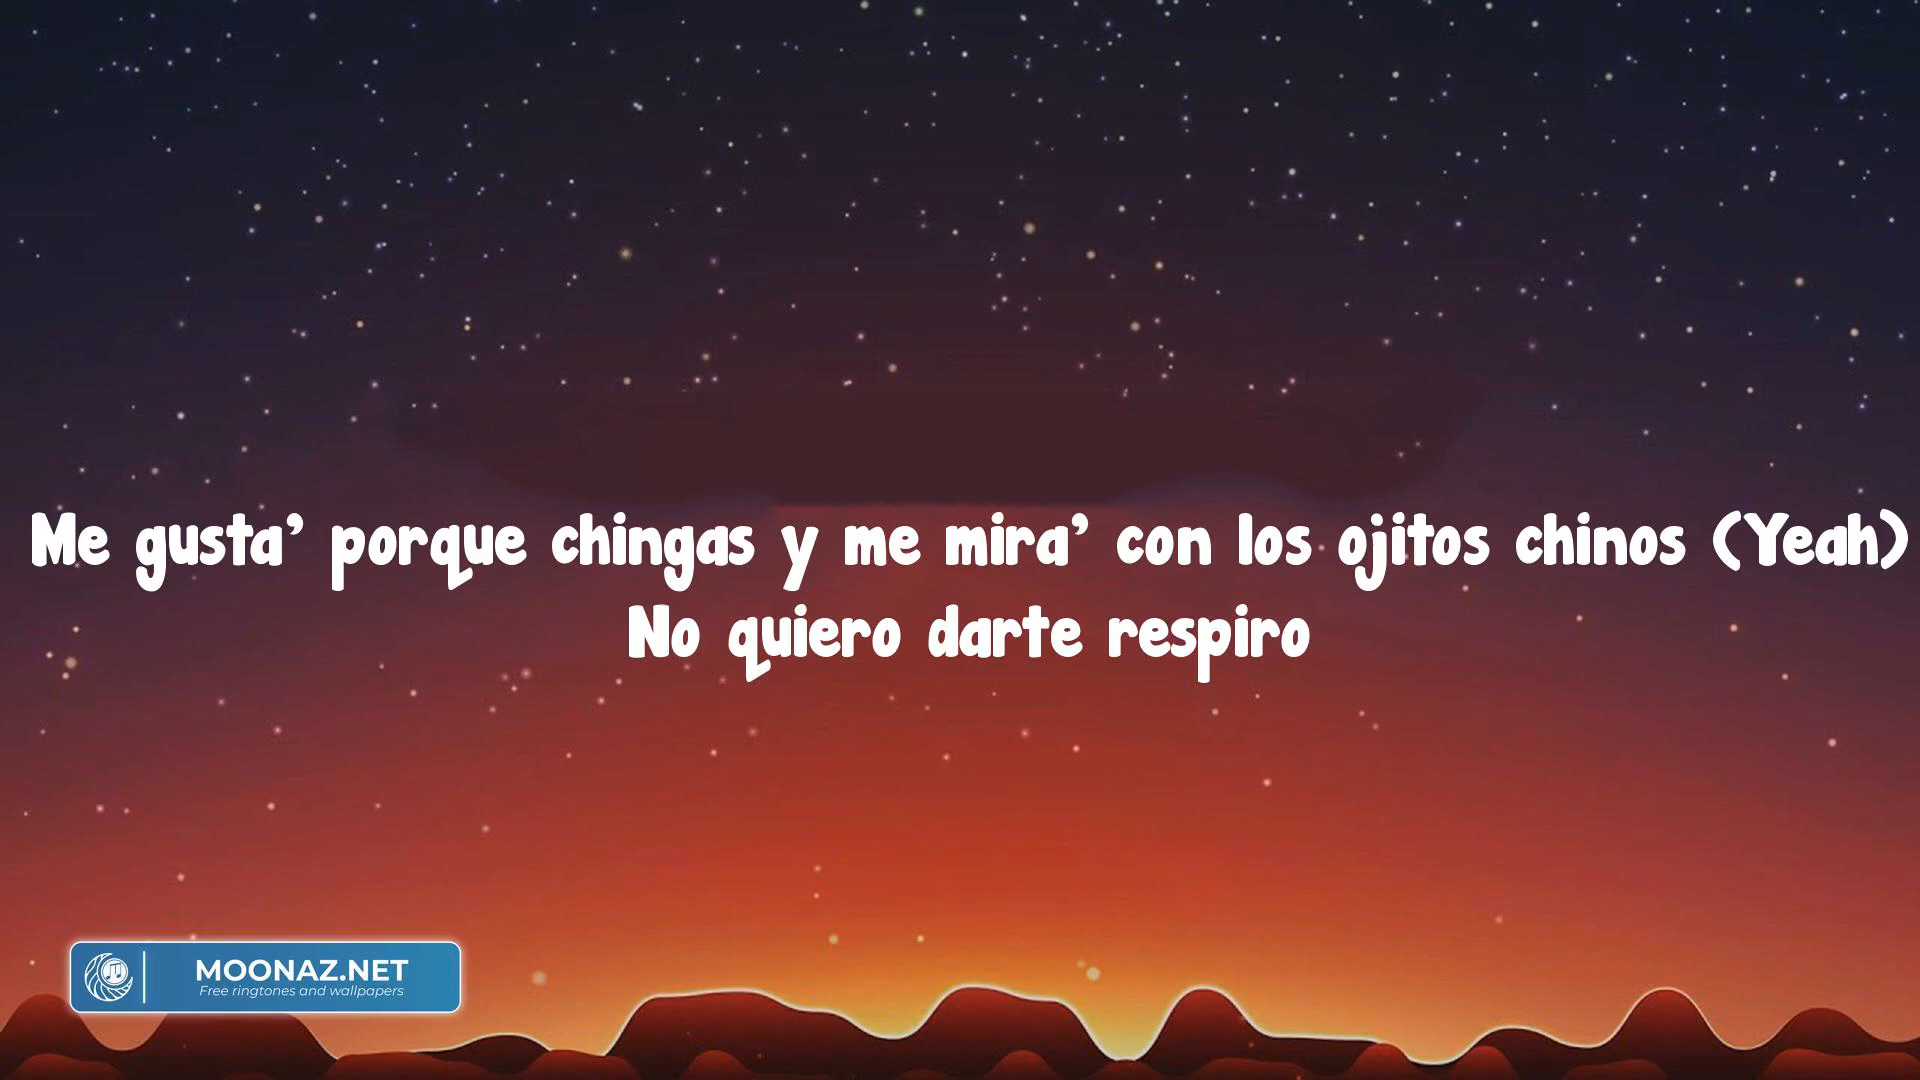 Me gusta' porque chingas y me mira' con los ojitos chinos (Yeah)
No quiero darte respiro
MOONAZ.NET
Free ringtones and wallpapers